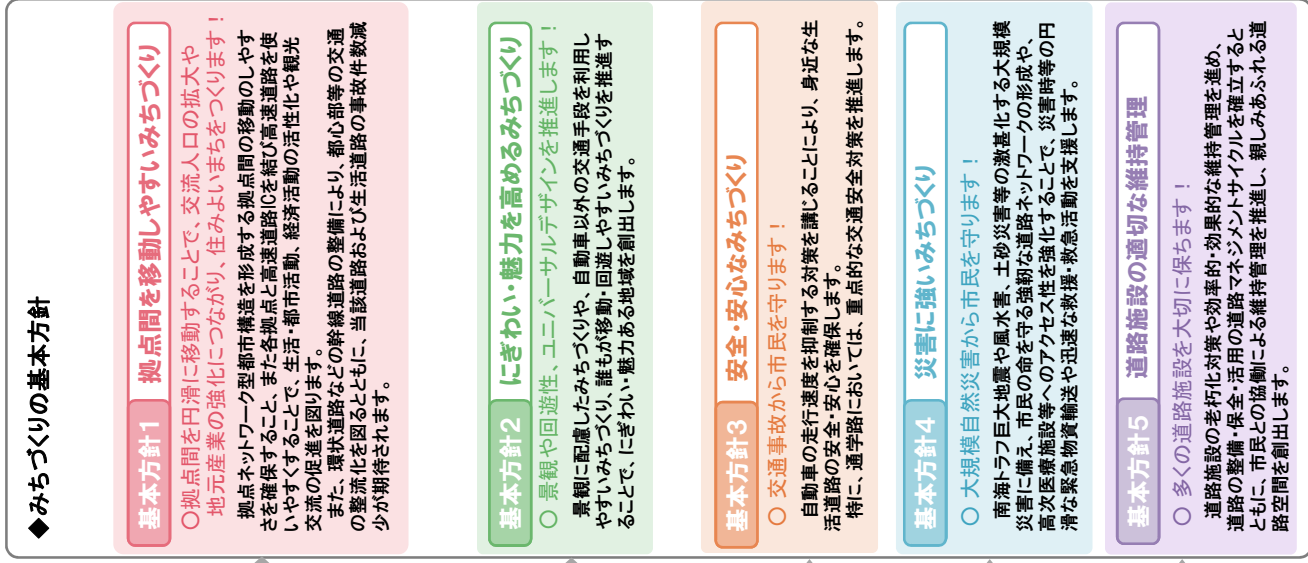 ◆みちづくりの基本方針
基本方針1 拠点間を移動しやすいみちづくり
○拠点間を円滑に移動することで、交流人口の拡大や
地元産業の強化につながり、住みよいまちをつくります！
拠点ネットワーク型都市構造を形成する拠点間の移動のしやす
さを確保すること、また各拠点と高速道路ICを結び高速道路を使
いやすくすることで、生活・都市活動、経済活動の活性化や観光
交流の促進を図ります。
また、環状道路などの幹線道路の整備により、都心部等の交通
の整流化を図るとともに、当該道路および生活道路の事故件数減
少が期待されます。
基本方針2 にぎわい・魅力を高めるみちづくり
○ 景観や回遊性、ユニバーサルデザインを推進します！
景観に配慮したみちづくりや、自動車以外の交通手段を利用し
やすいみちづくり、誰もが移動・回遊しやすいみちづくりを推進す
ることで、にぎわい・魅力ある地域を創出します。
基本方針3 安全・安心なみちづくり
○ 交通事故から市民を守ります！
自動車の走行速度を抑制する対策を講じることにより、身近な生
活道路の安全・安心を確保します。
特に、通学路においては、重点的な交通安全対策を推進します。
基本方針4 災害に強いみちづくり
○ 大規模自然災害から市民を守ります！
南海トラフ巨大地震や風水害、土砂災害等の激甚化する大規模
災害に備え、市民の命を守る強靭な道路ネットワークの形成や、
高次医療施設等へのアクセス性を強化することで、災害時等の円
滑な緊急物資輸送や迅速な救援・救急活動を支援します。
基本方針5 道路施設の適切な維持管理
○ 多くの道路施設を大切に保ちます！
道路施設の老朽化対策や効率的・効果的な維持管理を進め、
道路の整備・保全・活用の道路マネジメントサイクルを確立すると
ともに、市民との協働による維持管理を推進し、親しみあふれる道
路空間を創出します。